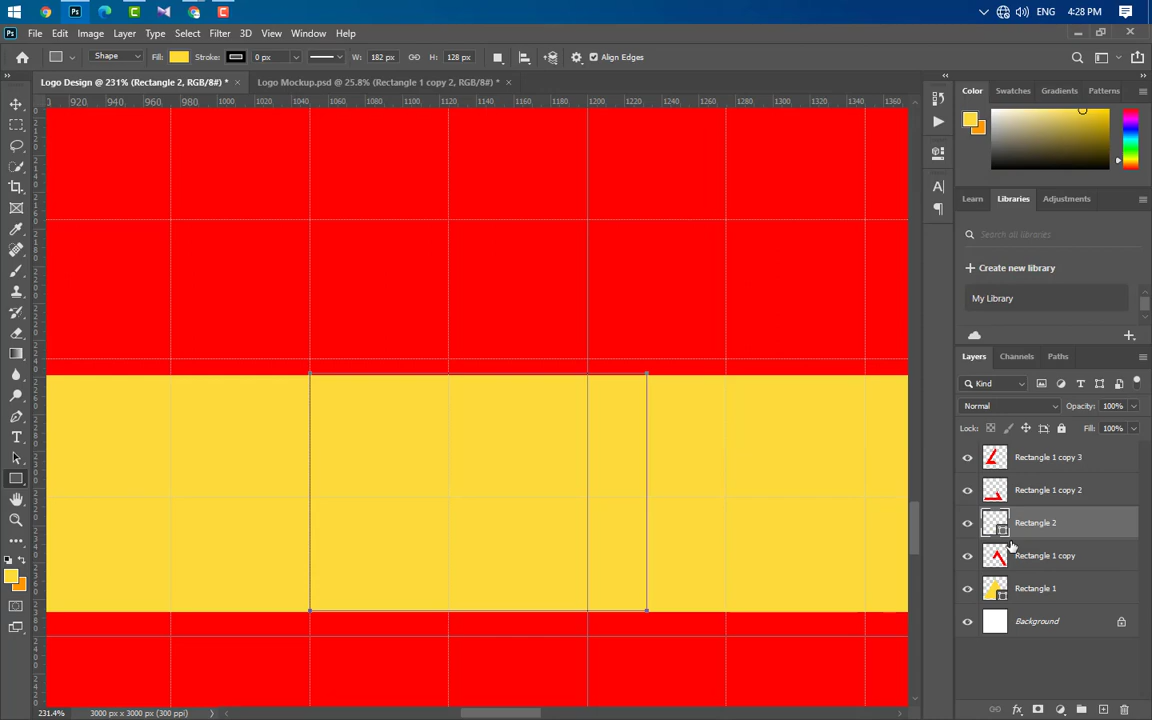 ENG 4:28 PM
File Edit Image Layer Type Select Filter 3D View Window Help
Shape Fill: Stroke: 0 px W: 182 px H: 128 px Align Edges
Logo Design @ 231% (Rectangle 2, RGB/8#) * × Logo Mockup.psd @ 25.8% (Rectangle 1 copy 2, RGB/8#) * ×
920 940 960 980 1000 1020 1040 1060 1080 1100 1120 1140 1160 1180 1200 1220 1240 1260 1280 1300 1320 1340 1360
Color Swatches Gradients Patterns
Learn Libraries Adjustments
Search all libraries
+ Create new library
My Library
Layers Channels Paths
Kind
Normal Opacity: 100%
Lock: Fill: 100%
Rectangle 1 copy 3
Rectangle 1 copy 2
Rectangle 2
Rectangle 1 copy
Rectangle 1
Background
231.4% 3000 px x 3000 px (300 ppi)